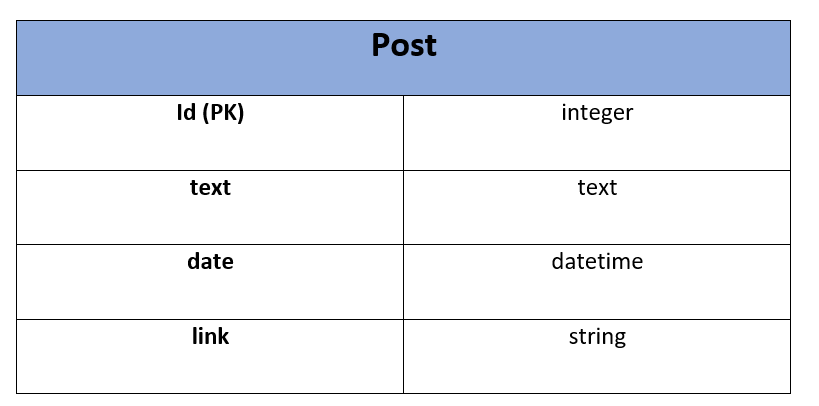 Post
Id (PK) integer
text text
date datetime
link string